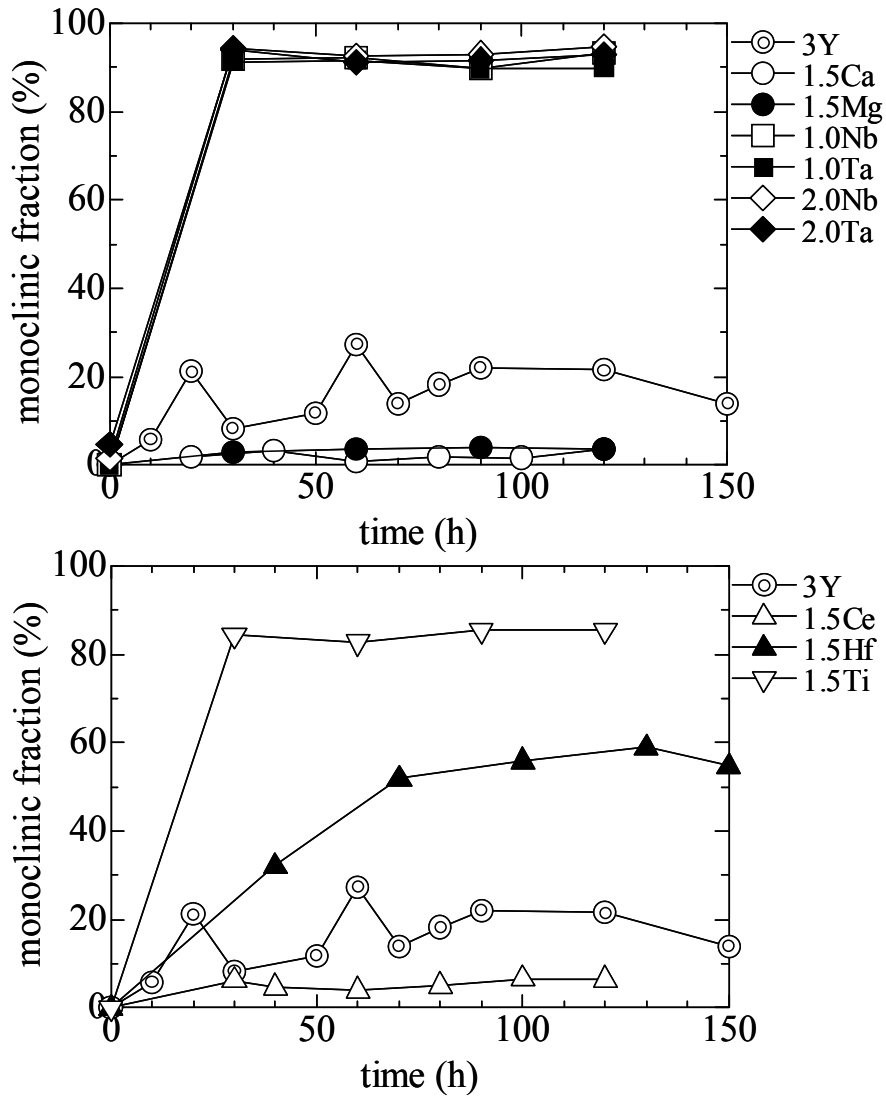 monoclinic fraction (%)
100
80
60
40
20
0
0
50
100
150
time (h)
3Y
1.5Ca
1.5Mg
1.0Nb
1.0Ta
2.0Nb
2.0Ta
monoclinic fraction (%)
100
80
60
40
20
0
0
50
100
150
time (h)
3Y
1.5Ce
1.5Hf
1.5Ti